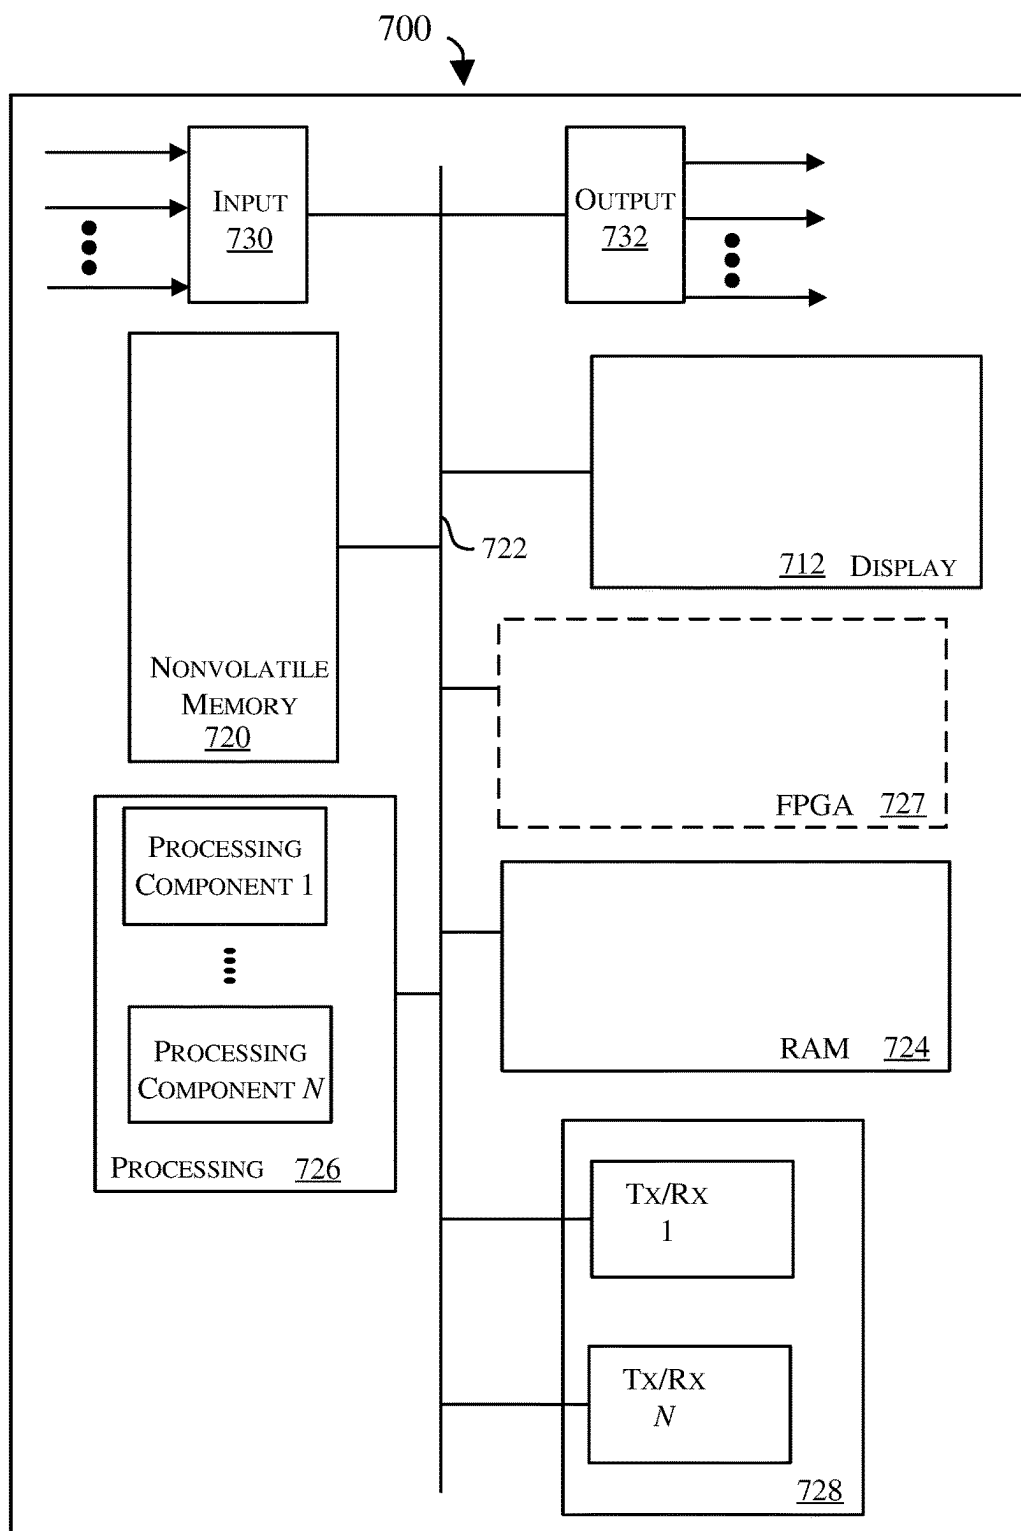 700
INPUT
730
OUTPUT
732
722
712 DISPLAY
NONVOLATILE
MEMORY
720
FPGA 727
PROCESSING
COMPONENT 1
PROCESSING
COMPONENT N
PROCESSING 726
RAM 724
TX/RX
1
TX/RX
N
728